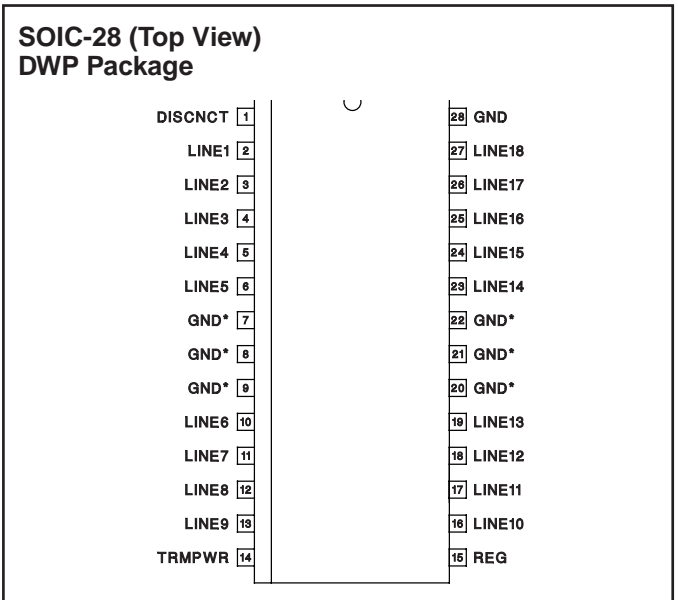 SOIC-28 (Top View)
DWP Package
DISCNCT 1
LINE1 2
LINE2 3
LINE3 4
LINE4 5
LINE5 6
GND* 7
GND* 8
GND* 9
LINE6 10
LINE7 11
LINE8 12
LINE9 13
TRMPWR 14
28 GND
27 LINE18
26 LINE17
25 LINE16
24 LINE15
23 LINE14
22 GND*
21 GND*
20 GND*
19 LINE13
18 LINE12
17 LINE11
16 LINE10
15 REG